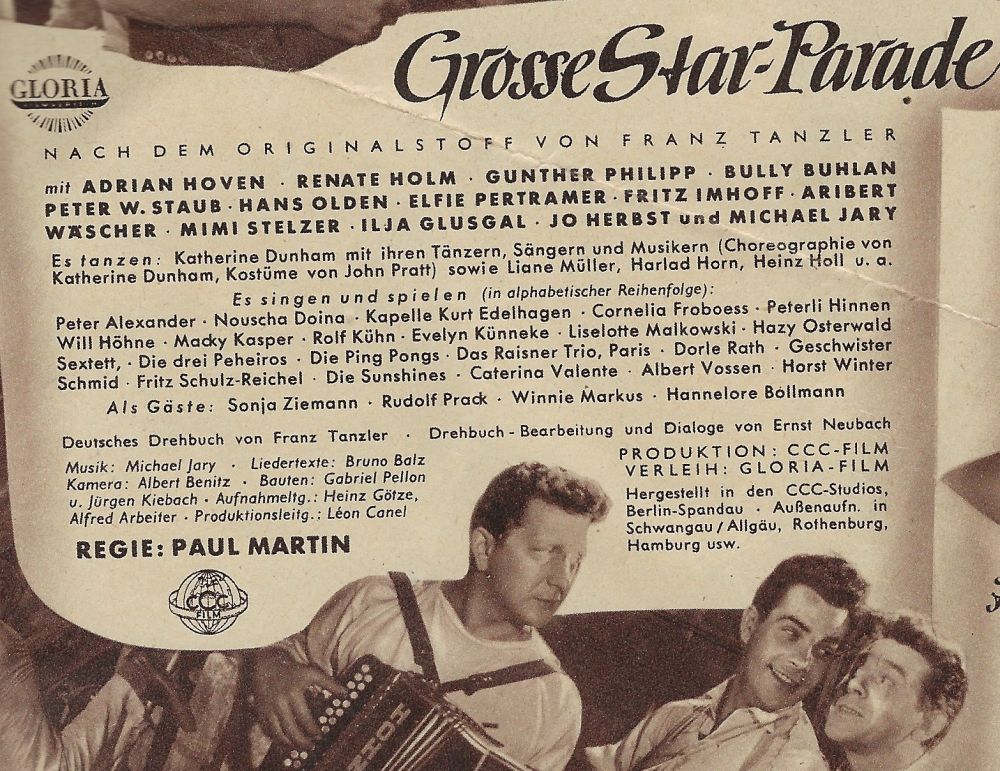 Grosse Star-Parade
GLORIA
NACH DEM ORIGINALSTOFF VON FRANZ TANZLER
mit ADRIAN HOVEN · RENATE HOLM · GUNTHER PHILIPP · BULLY BUHLAN
PETER W. STAUB · HANS OLDEN · ELFIE PERTRAMER · FRITZ IMHOFF · ARIBERT
WÄSCHER · MIMI STELZER · ILJA GLUSGAL · JO HERBST und MICHAEL JARY
Es tanzen: Katherine Dunham mit ihren Tänzern, Sängern und Musikern (Choreographie von
Katherine Dunham, Kostüme von John Pratt) sowie Liane Müller, Harlad Horn, Heinz Holl u. a.
Es singen und spielen (in alphabetischer Reihenfolge):
Peter Alexander · Nouscha Doina · Kapelle Kurt Edelhagen · Cornelia Froboess · Peterli Hinnen
Will Höhne · Macky Kasper · Rolf Kühn · Evelyn Künneke · Liselotte Malkowski · Hazy Osterwald
Sextett, · Die drei Peheiros · Die Ping Pongs · Das Raisner Trio, Paris · Dorle Rath · Geschwister
Schmid · Fritz Schulz-Reichel · Die Sunshines · Caterina Valente · Albert Vossen · Horst Winter
Als Gäste: Sonja Ziemann · Rudolf Prack · Winnie Markus · Hannelore Bollmann
Deutsches Drehbuch von Franz Tanzler · Drehbuch-Bearbeitung und Dialoge von Ernst Neubach
Musik: Michael Jary · Liedertexte: Bruno Balz
Kamera: Albert Benitz · Bauten: Gabriel Pellon
u. Jürgen Kiebach · Aufnahmeltg.: Heinz Götze,
Alfred Arbeiter · Produktionsleitg.: Léon Canel
REGIE: PAUL MARTIN
PRODUKTION: CCC-FILM
VERLEIH: GLORIA-FILM
Hergestellt in den CCC-Studios,
Berlin-Spandau · Außenaufn. in
Schwangau/Allgäu, Rothenburg,
Hamburg usw.
CCC
FILM
HOHN